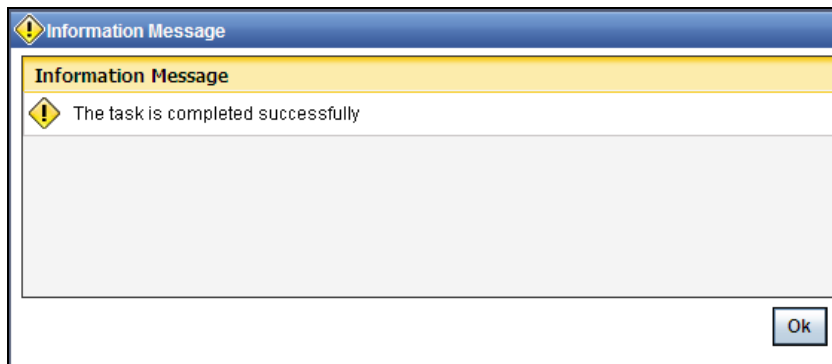 Information Message
Information Message
The task is completed successfully
Ok